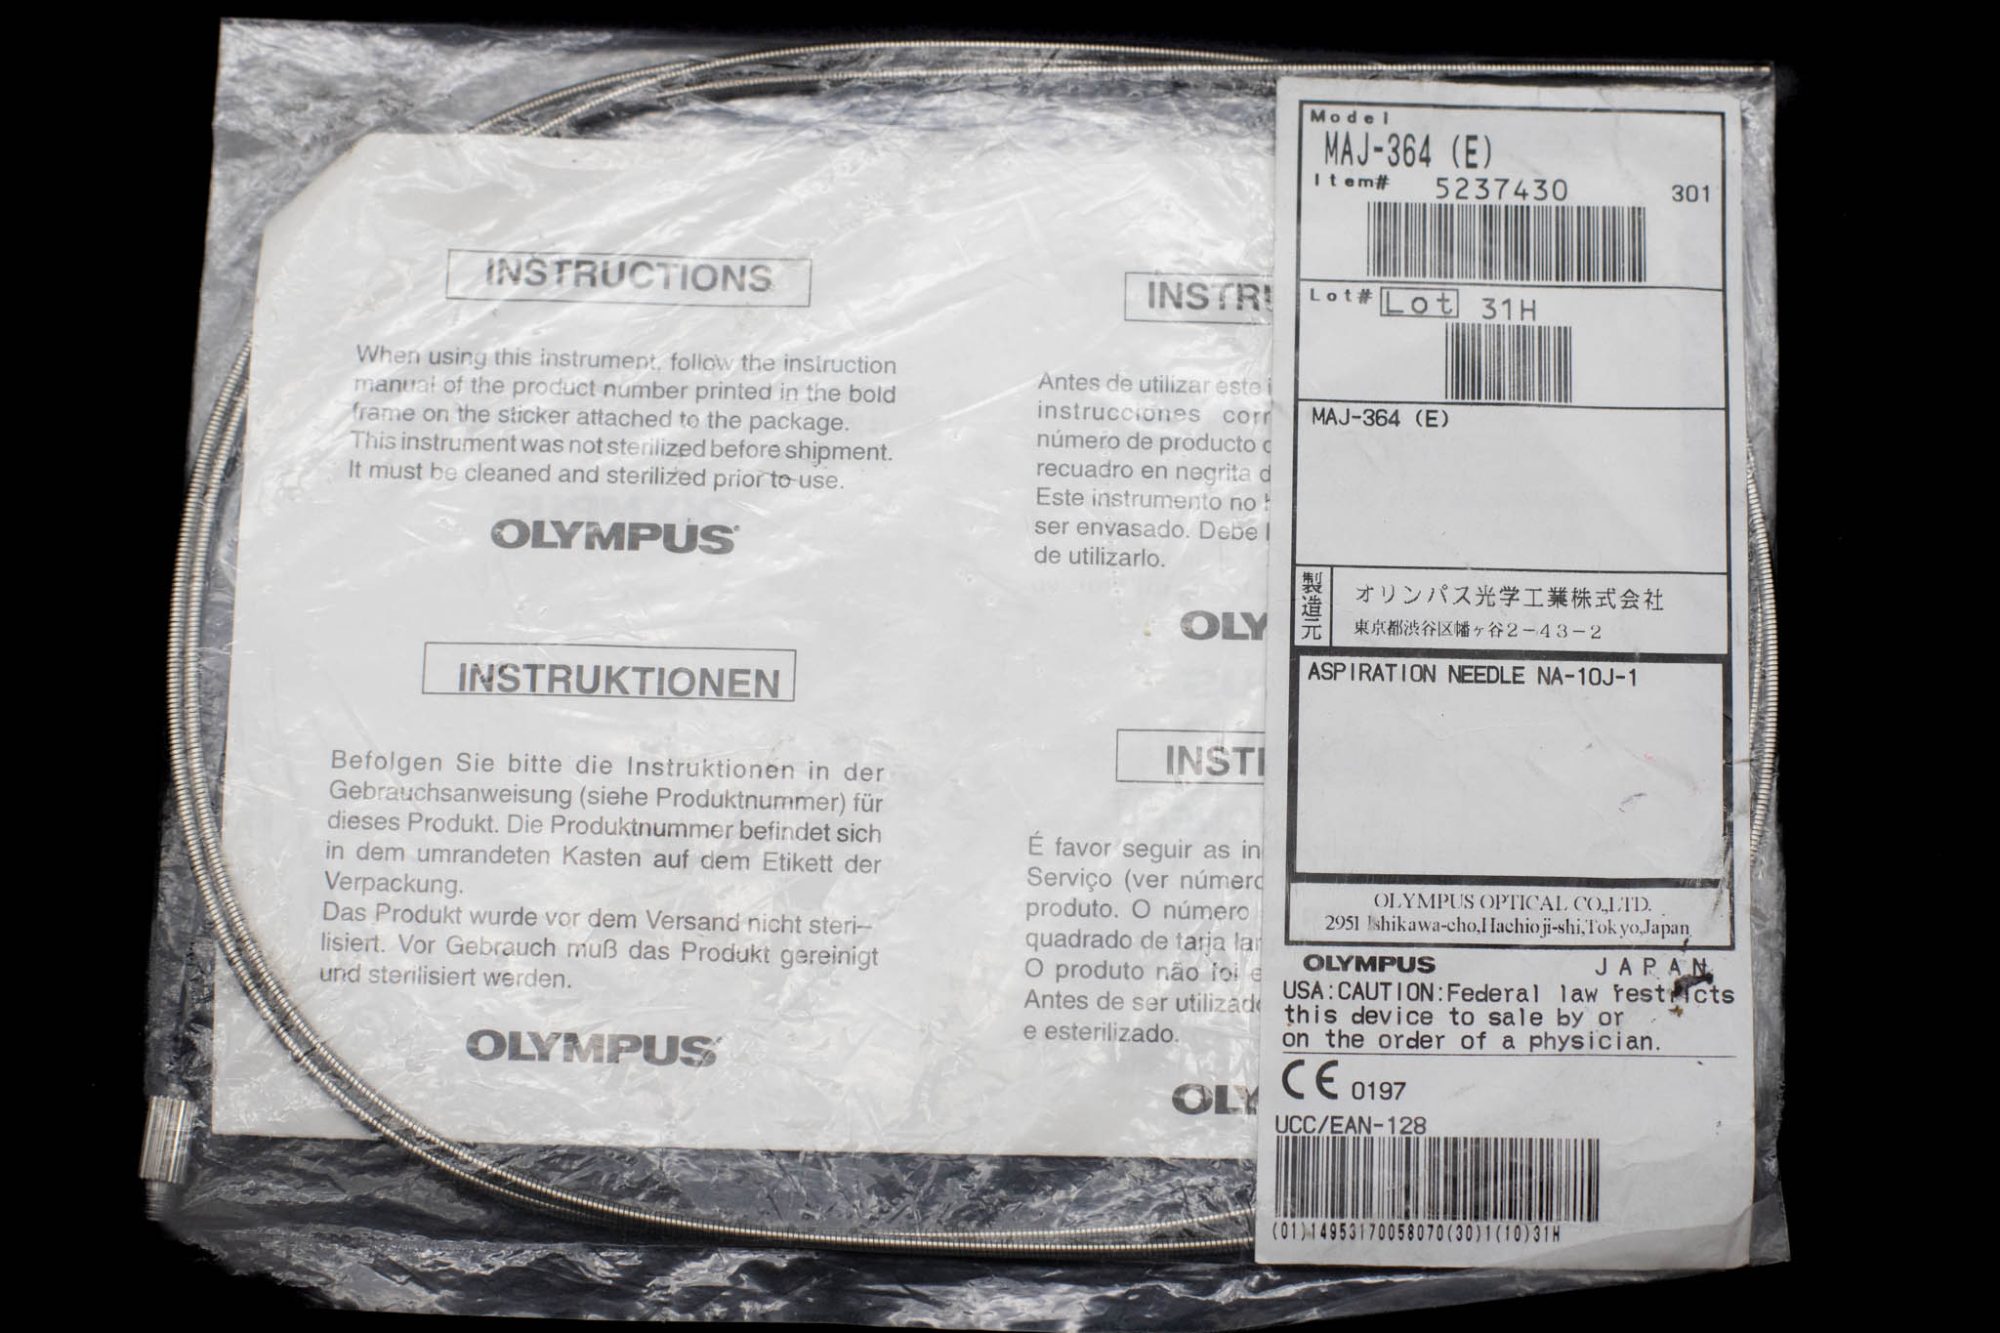 INSTRUCTIONS
When using this instrument, follow the instruction
manual of the product number printed in the bold
frame on the sticker attached to the package.
This instrument was not sterilized before shipment.
It must be cleaned and sterilized prior to use.
OLYMPUS
INSTRUKTIONEN
Befolgen Sie bitte die Instruktionen in der
Gebrauchsanweisung (siehe Produktnummer) für
dieses Produkt. Die Produktnummer befindet sich
in dem umrandeten Kasten auf dem Etikett der
Verpackung.
Das Produkt wurde vor dem Versand nicht steri-
lisiert. Vor Gebrauch muß das Produkt gereinigt
und sterilisiert werden.
OLYMPUS
INSTR
Antes de utilizar este
instrucciones corr
número de producto
recuadro en negrita d
Este instrumento no
ser envasado. Debe
de utilizarlo.
OLY
INST
É favor seguir as in
Serviço (ver número
produto. O número
quadrado de tarja lar
O produto não foi e
Antes de ser utilizado
e esterilizado.
OLY
Model
MAJ-364 (E)
Item# 5237430 301
Lot# Lot 31H
MAJ-364 (E)
製造元
オリンパス光学工業株式会社
東京都渋谷区幡ヶ谷2-43-2
ASPIRATION NEEDLE NA-10J-1
OLYMPUS OPTICAL CO.,LTD.
2951 Ishikawa-cho,Hachioji-shi,Tokyo,Japan
OLYMPUS JAPAN
USA:CAUTION:Federal law restricts
this device to sale by or
on the order of a physician.
CE 0197
UCC/EAN-128
(01)14953170058070(30)1(10)31H